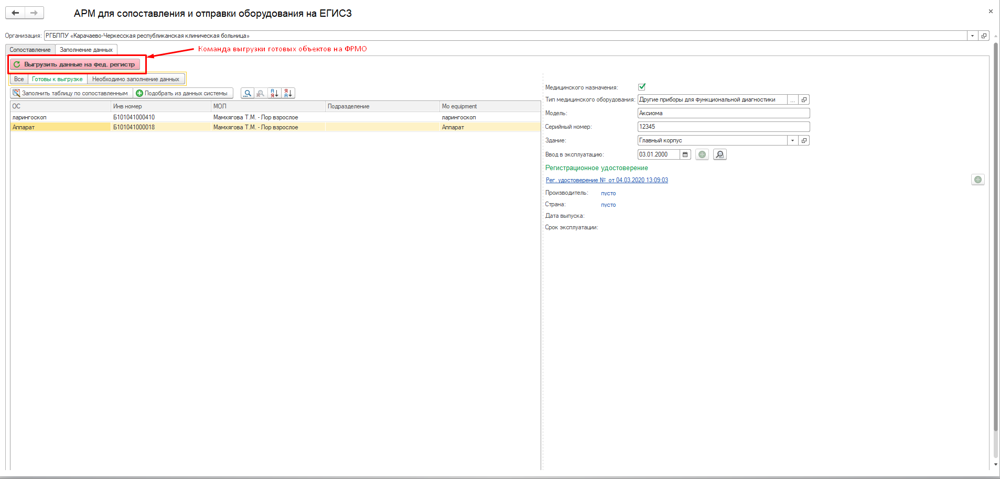 АРМ для сопоставления и отправки оборудования на ЕГИСЗ
Организация: РГБЛПУ «Карачаево-Черкесская республиканская клиническая больница»
Сопоставление Заполнение данных
Команда выгрузки готовых объектов на ФРМО
Выгрузить данные на фед. регистр
Все Готовы к выгрузке Необходимо заполнение данных
Заполнить таблицу по сопоставленным Подобрать из данных системы
ОС Инв номер МОЛ Подразделение Mo equipment
ларингоскоп Б101041000410 Мамхягова Т.М. - Лор взрослое ларингоскоп
Аппарат Б101041000018 Мамхягова Т.М. - Лор взрослое Аппарат
Медицинского назначения:
Тип медицинского оборудования: Другие приборы для функциональной диагностики ...
Модель: Аксиома
Серийный номер: 12345
Здание: Главный корпус
Ввод в эксплуатацию: 03.01.2000
Регистрационное удостоверение
Рег. удостоверение № от 04.03.2020 13:09:03
Производитель: пусто
Страна: пусто
Дата выпуска:
Срок эксплуатации: